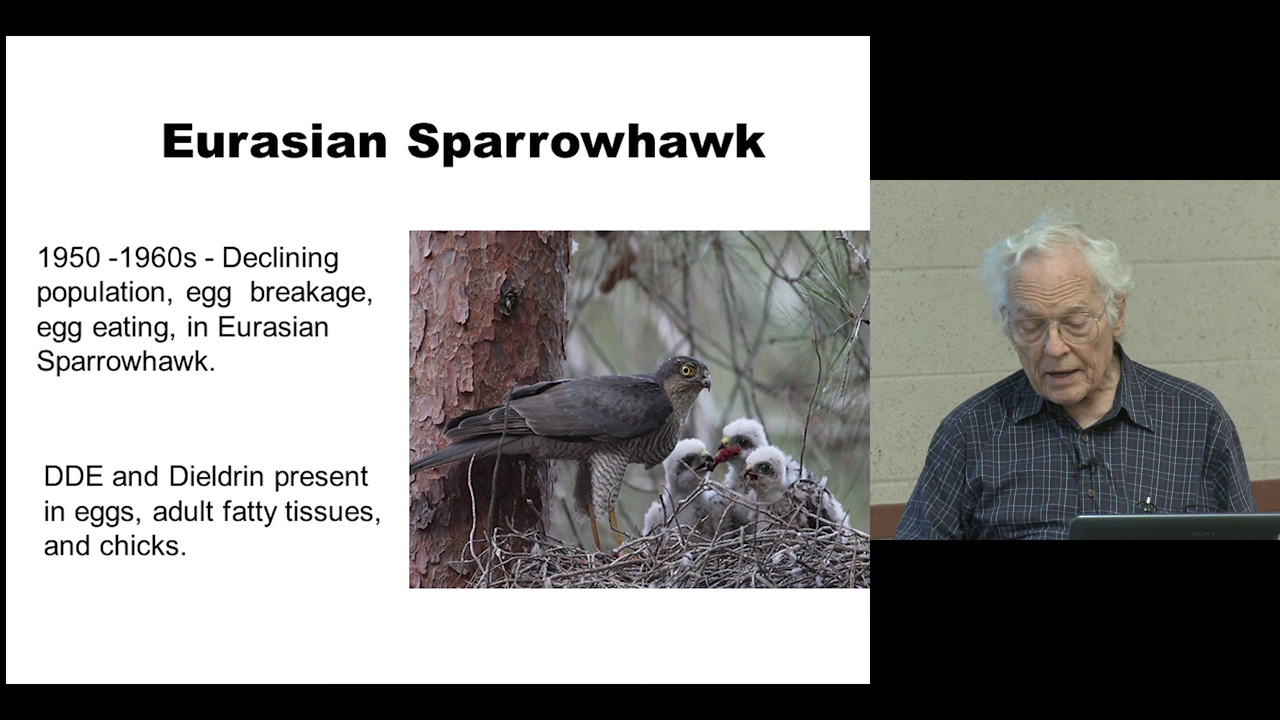 Eurasian Sparrowhawk
1950 -1960s - Declining
population, egg breakage,
egg eating, in Eurasian
Sparrowhawk.
DDE and Dieldrin present
in eggs, adult fatty tissues,
and chicks.
SONY